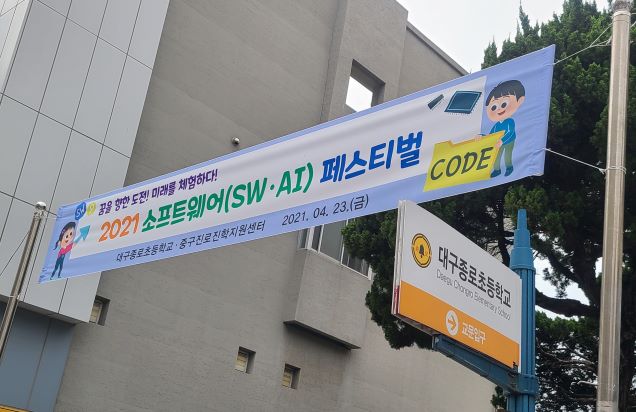 꿈을 향한 도전! 미래를 체험하다!
2021 소프트웨어(SW·AI) 페스티벌
대구종로초등학교·중구진로진학지원센터 2021. 04. 23.(금)
CODE
대구종로초등학교
Daegu Chongno Elementary School
교문입구